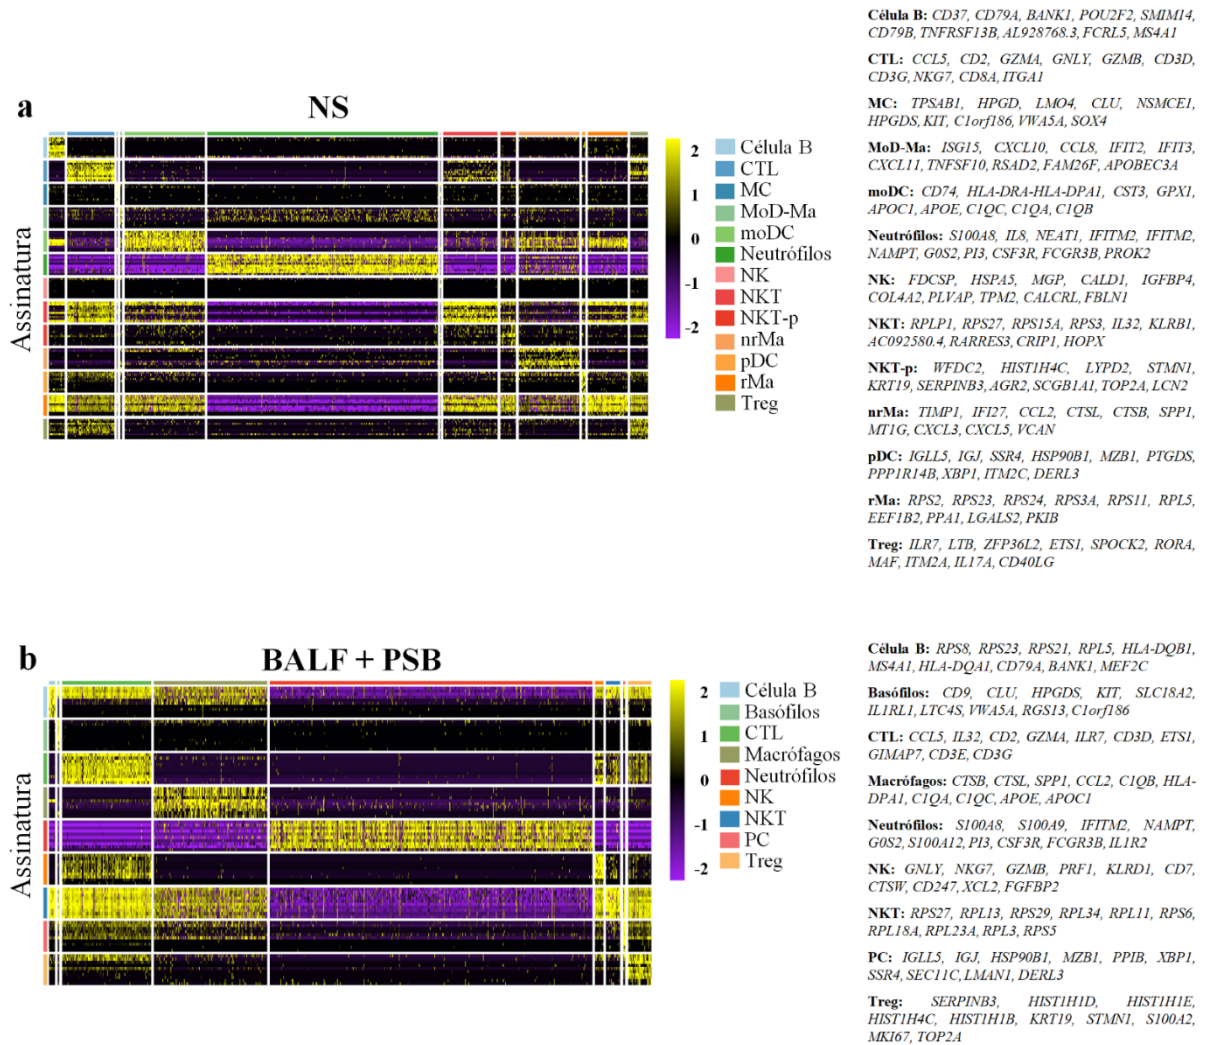 a
NS
Assinatura
2
1
0
-1
-2
Célula B
CTL
MC
MoD-Ma
moDC
Neutrófilos
NK
NKT
NKT-p
nrMa
pDC
rMa
Treg
Célula B: CD37, CD79A, BANK1, POU2F2, SMIM14,
CD79B, TNFRSF13B, AL928768.3, FCRL5, MS4A1
CTL: CCL5, CD2, GZMA, GNLY, GZMB, CD3D,
CD3G, NKG7, CD8A, ITGA1
MC: TPSAB1, HPGD, LMO4, CLU, NSMCE1,
HPGDS, KIT, C1orf186, VWA5A, SOX4
MoD-Ma: ISG15, CXCL10, CCL8, IFIT2, IFIT3,
CXCL11, TNFSF10, RSAD2, FAM26F, APOBEC3A
moDC: CD74, HLA-DRA-HLA-DPA1, CST3, GPX1,
APOC1, APOE, C1QC, C1QA, C1QB
Neutrófilos: S100A8, IL8, NEAT1, IFITM2, IFITM2,
NAMPT, G0S2, PI3, CSF3R, FCGR3B, PROK2
NK: FDCSP, HSPA5, MGP, CALD1, IGFBP4,
COL4A2, PLVAP, TPM2, CALCRL, FBLN1
NKT: RPLP1, RPS27, RPS15A, RPS3, IL32, KLRB1,
AC092580.4, RARRES3, CRIP1, HOPX
NKT-p: WFDC2, HIST1H4C, LYPD2, STMN1,
KRT19, SERPINB3, AGR2, SCGB1A1, TOP2A, LCN2
nrMa: TIMP1, IFI27, CCL2, CTSL, CTSB, SPP1,
MT1G, CXCL3, CXCL5, VCAN
pDC: IGLL5, IGJ, SSR4, HSP90B1, MZB1, PTGDS,
PPP1R14B, XBP1, ITM2C, DERL3
rMa: RPS2, RPS23, RPS24, RPS3A, RPS11, RPL5,
EEF1B2, PPA1, LGALS2, PKIB
Treg: ILR7, LTB, ZFP36L2, ETS1, SPOCK2, RORA,
MAF, ITM2A, IL17A, CD40LG
b
BALF + PSB
Assinatura
2
1
0
-1
-2
Célula B
Basófilos
CTL
Macrófagos
Neutrófilos
NK
NKT
PC
Treg
Célula B: RPS8, RPS23, RPS21, RPL5, HLA-DQB1,
MS4A1, HLA-DQA1, CD79A, BANK1, MEF2C
Basófilos: CD9, CLU, HPGDS, KIT, SLC18A2,
IL1RL1, LTC4S, VWA5A, RGS13, C1orf186
CTL: CCL5, IL32, CD2, GZMA, ILR7, CD3D, ETS1,
GIMAP7, CD3E, CD3G
Macrófagos: CTSB, CTSL, SPP1, CCL2, C1QB, HLA-
DPA1, C1QA, C1QC, APOE, APOC1
Neutrófilos: S100A8, S100A9, IFITM2, NAMPT,
G0S2, S100A12, PI3, CSF3R, FCGR3B, IL1R2
NK: GNLY, NKG7, GZMB, PRF1, KLRD1, CD7,
CTSW, CD247, XCL2, FGFBP2
NKT: RPS27, RPL13, RPS29, RPL34, RPL11, RPS6,
RPL18A, RPL23A, RPL3, RPS5
PC: IGLL5, IGJ, HSP90B1, MZB1, PPIB, XBP1,
SSR4, SEC11C, LMAN1, DERL3
Treg: SERPINB3, HIST1H1D, HIST1H1E,
HIST1H4C, HIST1H1B, KRT19, STMN1, S100A2,
MKI67, TOP2A